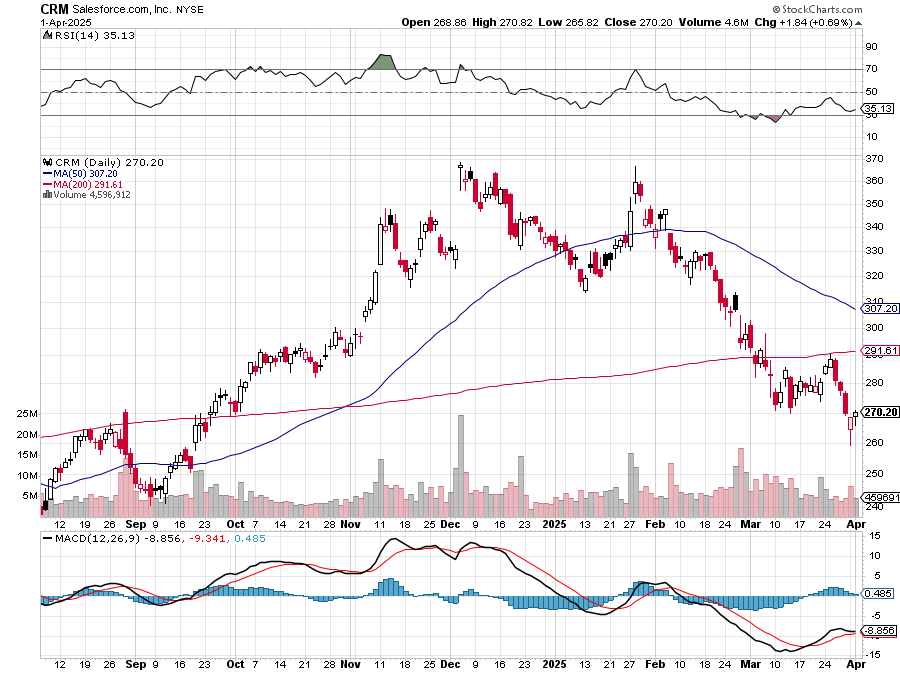 CRM Salesforce.com, Inc. NYSE © StockCharts.com
1-Apr-2025 Open 268.86 High 270.82 Low 265.82 Close 270.20 Volume 4.6M Chg +1.84 (+0.69%)
RSI(14) 35.13
90
70
50
35.13
30
10
CRM (Daily) 270.20
MA(50) 307.20
MA(200) 291.61
Volume 4,596,912
370
360
350
340
330
320
310
307.20
300
291.61
290
280
25M 270.20
20M
260
15M
10M 250
5M 459691
240
12 19 26 Sep 9 16 23 Oct 7 14 21 28 Nov 11 18 25 Dec 9 16 23 2025 13 21 27 Feb 10 18 24 Mar 10 17 24 Apr
MACD(12,26,9) -8.856, -9.341, 0.485
15
10
5
0.485
-5
-8.856
-15
12 19 26 Sep 9 16 23 Oct 7 14 21 28 Nov 11 18 25 Dec 9 16 23 2025 13 21 27 Feb 10 18 24 Mar 10 17 24 Apr